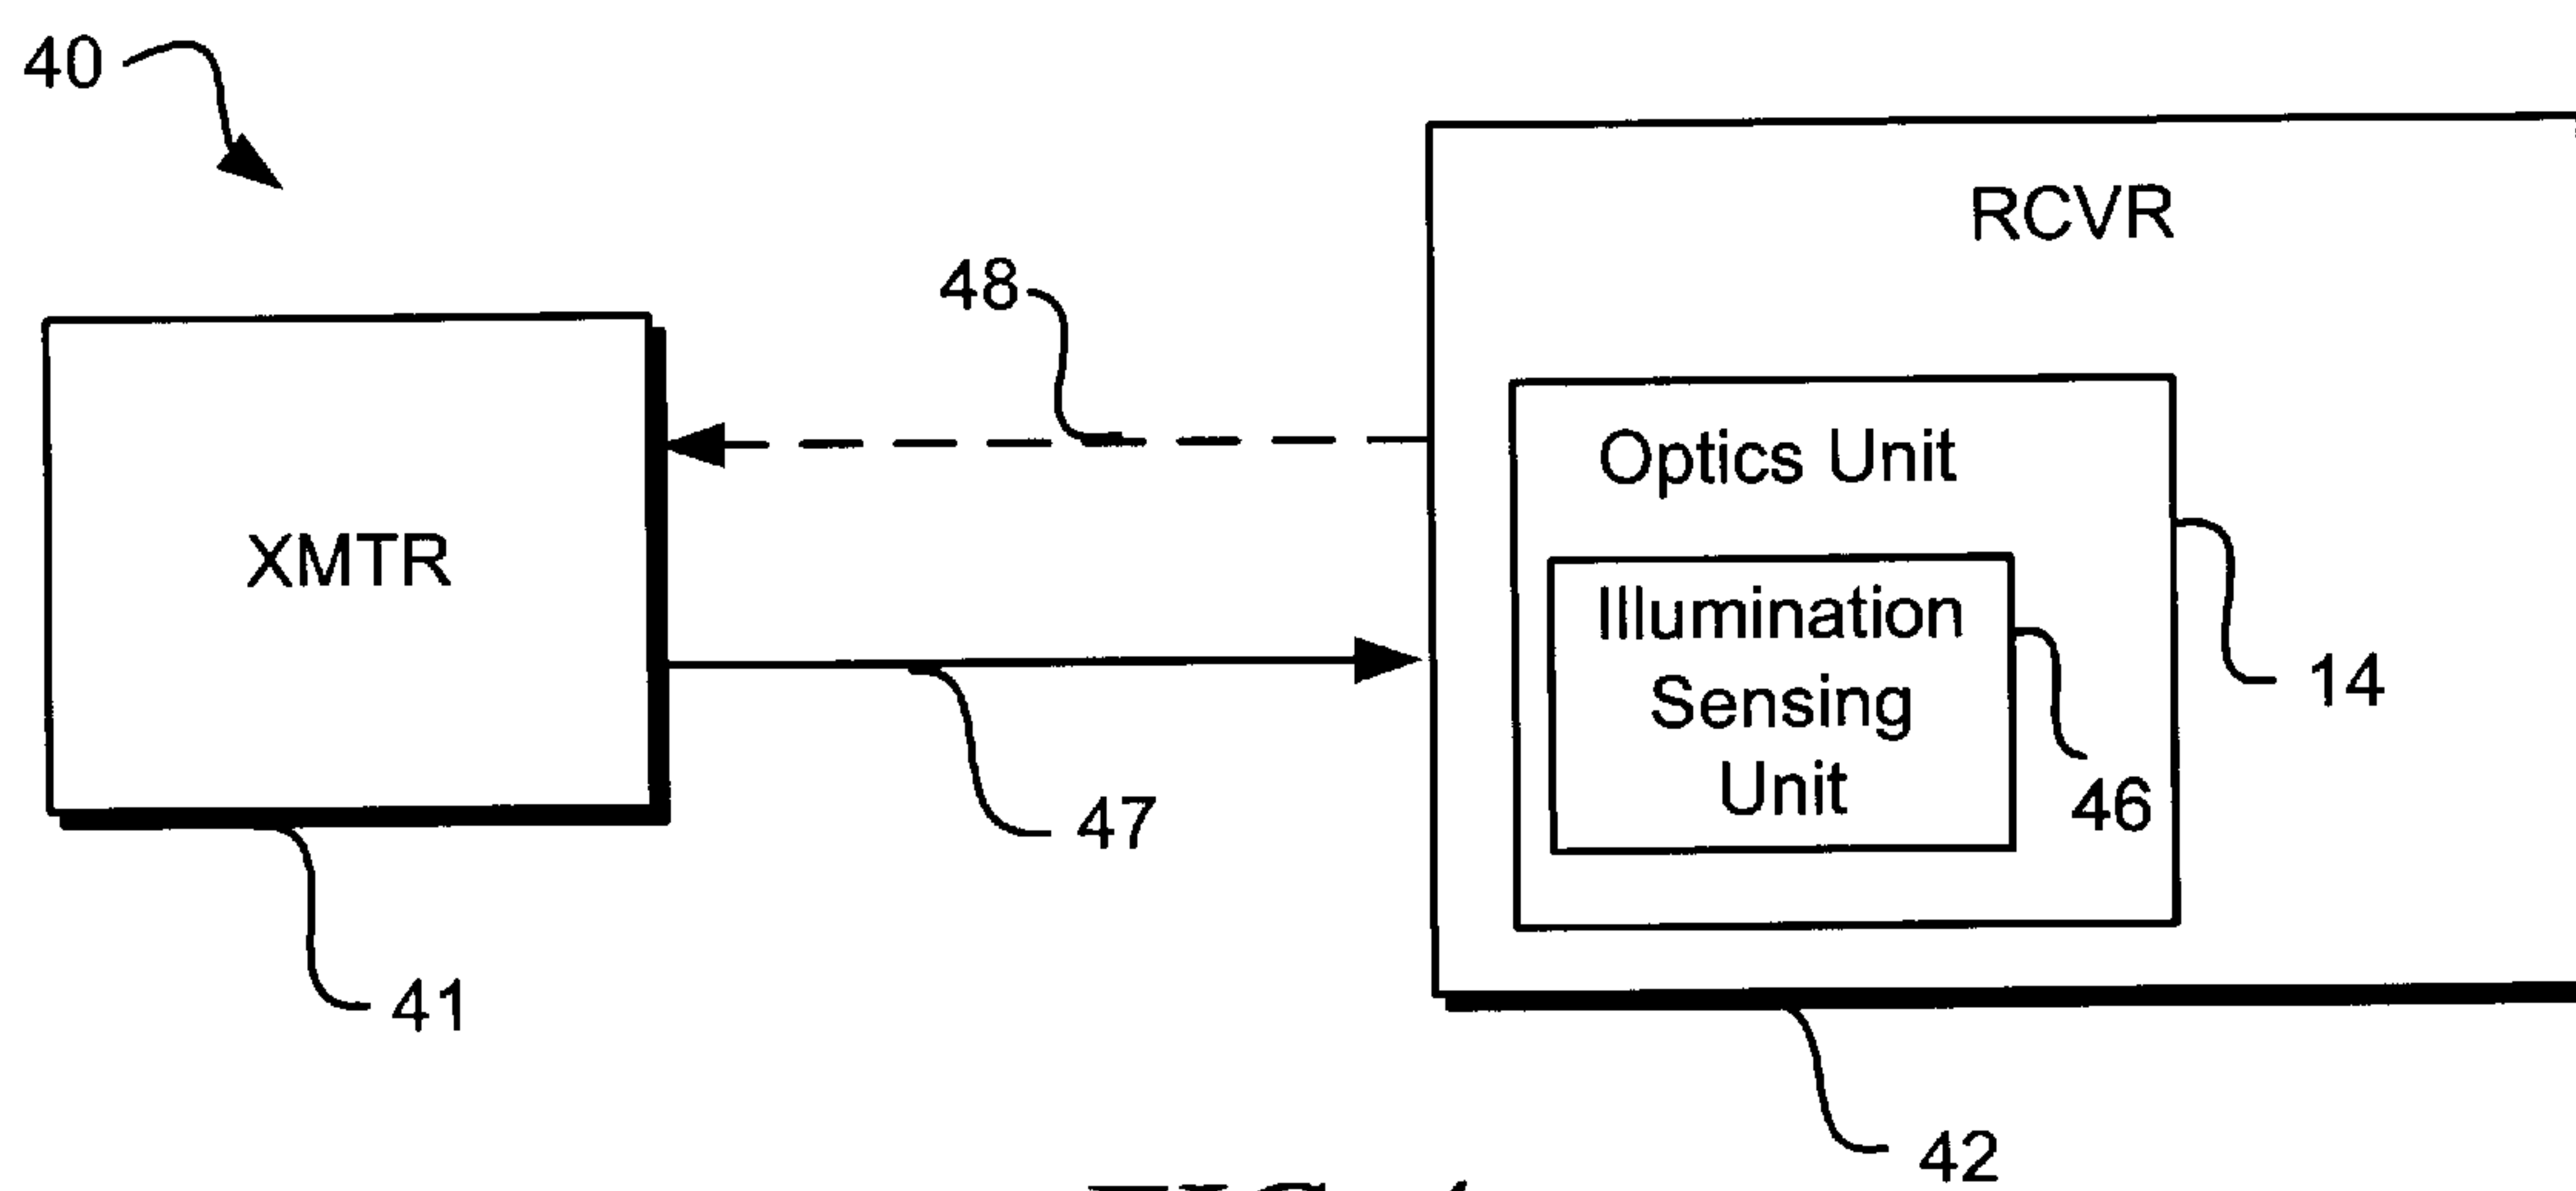 40
RCVR
48
Optics Unit
XMTR
Illumination
Sensing
Unit
14
46
47
41
42